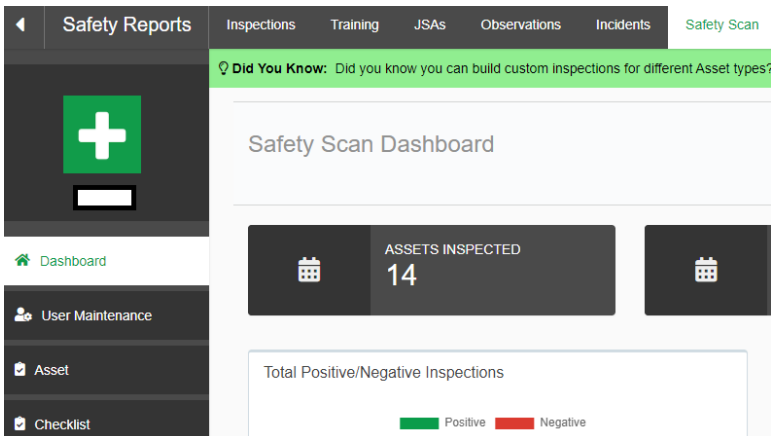 Safety Reports
Inspections Training JSAs Observations Incidents Safety Scan
Did You Know: Did you know you can build custom inspections for different Asset types?
Safety Scan Dashboard
ASSETS INSPECTED
14
Dashboard
User Maintenance
Asset
Checklist
Total Positive/Negative Inspections
Positive Negative